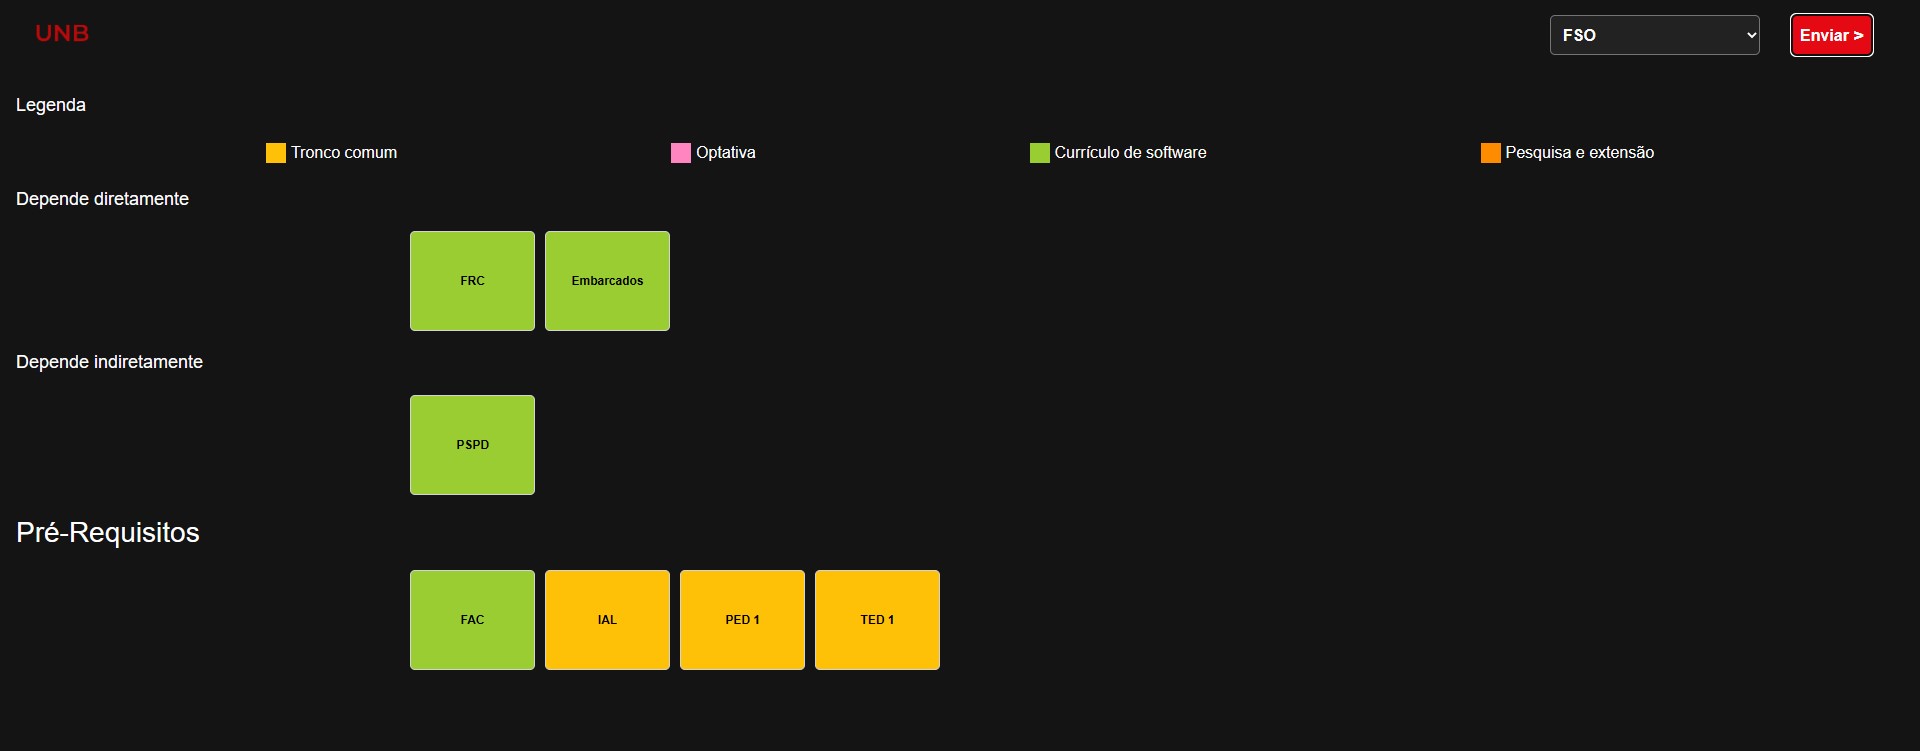 UNB
FSO
Enviar >
Legenda
Tronco comum
Optativa
Currículo de software
Pesquisa e extensão
Depende diretamente
FRC
Embarcados
Depende indiretamente
PSPD
Pré-Requisitos
FAC
IAL
PED 1
TED 1